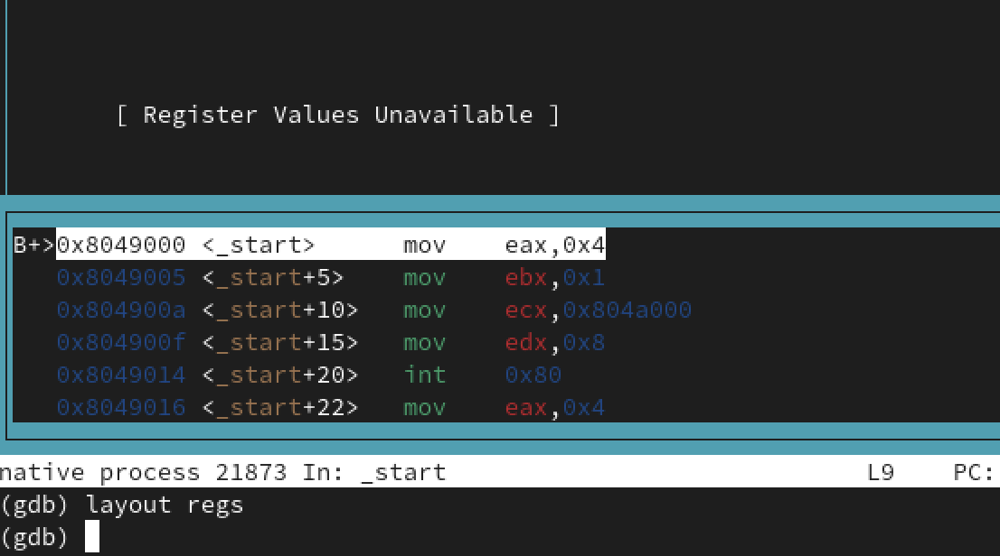 [ Register Values Unavailable ]
B+>0x8049000 <_start>      mov    eax,0x4
0x8049005 <_start+5>    mov    ebx,0x1
0x804900a <_start+10>   mov    ecx,0x804a000
0x804900f <_start+15>   mov    edx,0x8
0x8049014 <_start+20>   int    0x80
0x8049016 <_start+22>   mov    eax,0x4
native process 21873 In: _start    L9    PC:
(gdb) layout regs
(gdb)